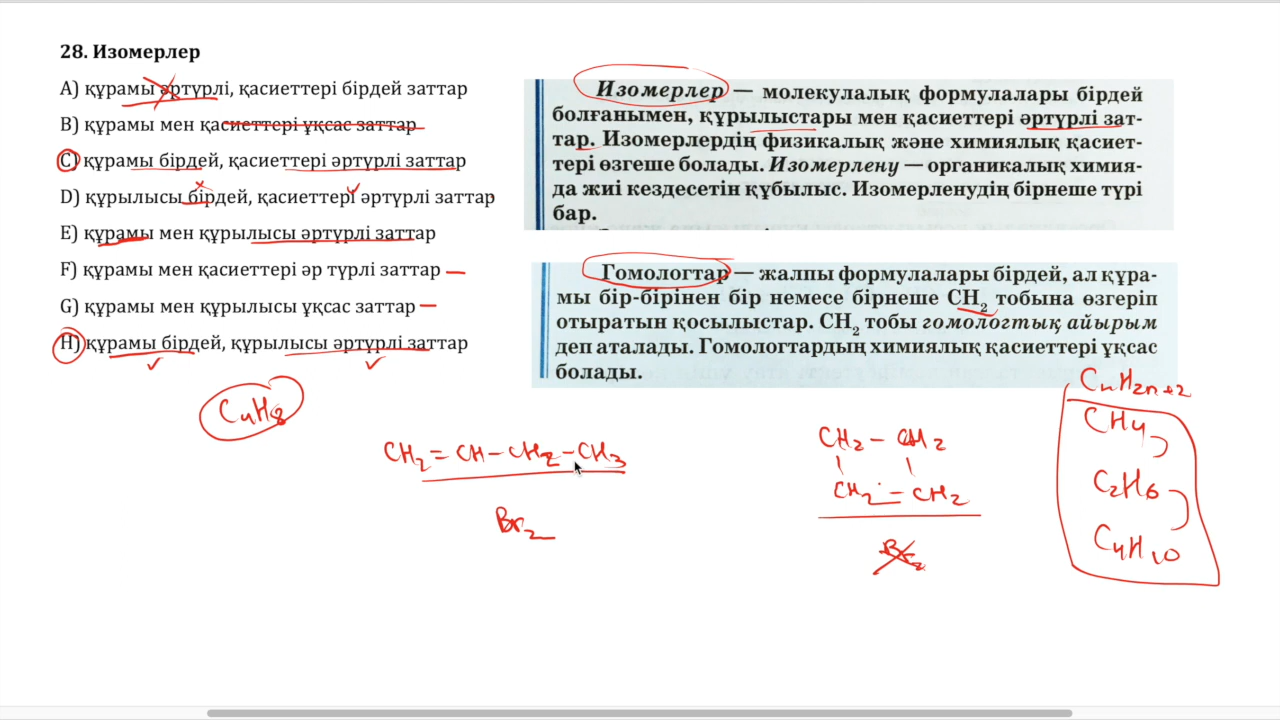 28. Изомерлер
A) құрамы әртүрлі, қасиеттері бірдей заттар
B) құрамы мен қасиеттері ұқсас заттар
C) құрамы бірдей, қасиеттері әртүрлі заттар
D) құрылысы бірдей, қасиеттері әртүрлі заттар
E) құрамы мен құрылысы әртүрлі заттар
F) құрамы мен қасиеттері әр түрлі заттар
G) құрамы мен құрылысы ұқсас заттар
H) құрамы бірдей, құрылысы әртүрлі заттар
Изомерлер — молекулалық формулалары бірдей
болғанымен, құрылыстары мен қасиеттері әртүрлі зат-
тар. Изомерлердің физикалық және химиялық қасиет-
тері өзгеше болады. Изомерлену — органикалық химия-
да жиі кездесетін құбылыс. Изомерленудің бірнеше түрі
бар.
Гомологтар — жалпы формулалары бірдей, ал құра-
мы бір-бірінен бір немесе бірнеше CH₂ тобына өзгеріп
отыратын қосылыстар. CH₂ тобы гомологтық айырым
деп аталады. Гомологтардың химиялық қасиеттері ұқсас
болады.
C₄H₈
CH₂=CH-CH₂-CH₃
Br₂
CH₂-CH₂
CH₂-CH₂
Br₂
CnH2n+2
CH₄
C₂H₆
C₄H₁₀